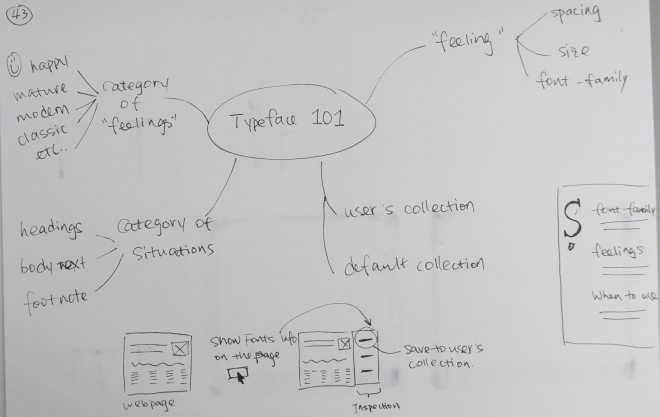 43
"feeling"
spacing
size
font-family
happy
mature
modern
classic
etc..
Category
of
"feelings"
Typeface 101
headings
body text
footnote
Category of
Situations
user's collection
default collection
S.
font family
feelings
When to use
webpage
Show Fonts Info
on the page
Save to user's
collection.
Inspection